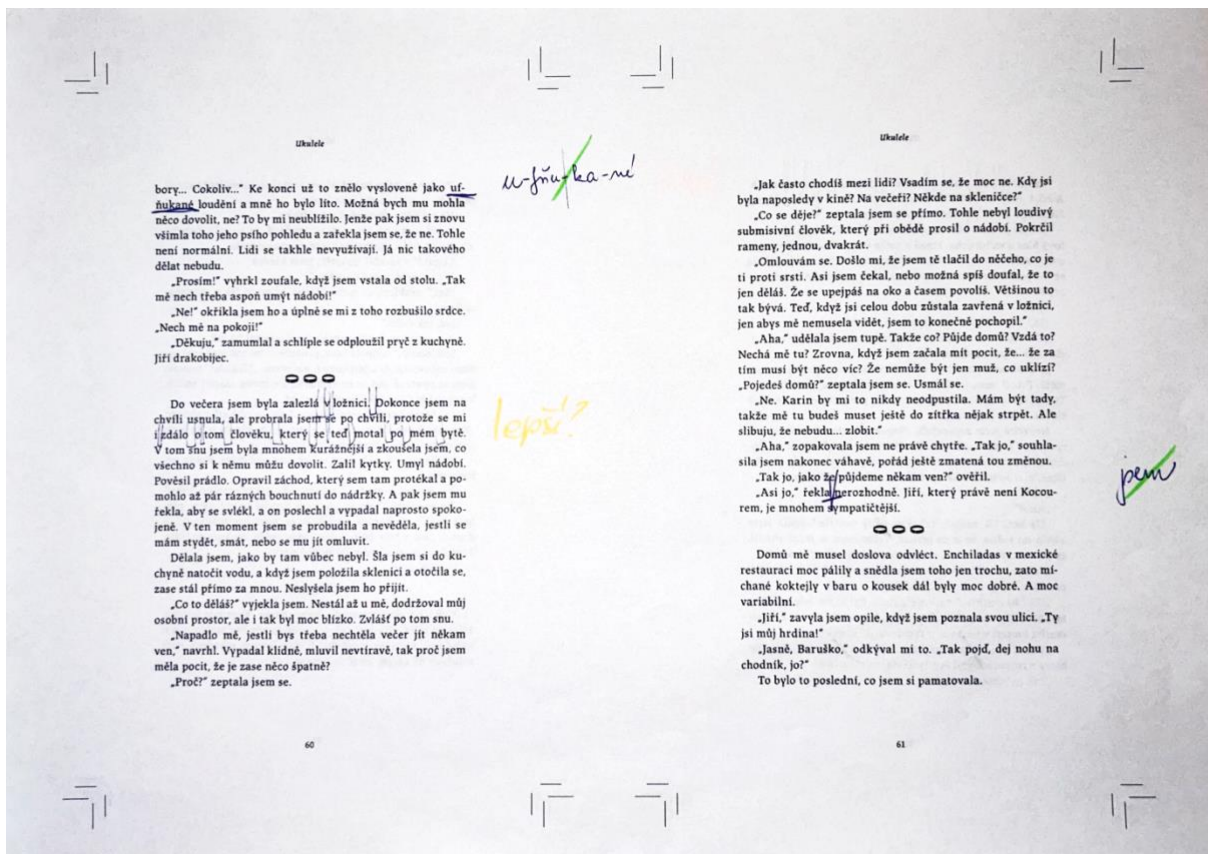 Ukulele
bory... Cokoliv...“ Ke konci už to znělo vysloveně jako uf-
ňukané loudění a mně ho bylo líto. Možná bych mu mohla
něco dovolit, ne? To by mi neublížilo. Jenže pak jsem si znovu
všimla toho jeho psího pohledu a zařekla jsem se, že ne. Tohle
není normální. Lidi se takhle nevyužívají. Já nic takového
dělat nebudu.
„Prosím!“ vyhrkl zoufale, když jsem vstala od stolu. „Tak
mě nech třeba aspoň umýt nádobí!“
„Ne!“ okřikla jsem ho a úplně se mi z toho rozbušilo srdce.
„Nech mě na pokoji!“
„Děkuju,“ zamumlal a schlíple se odploužil pryč z kuchyně.
Jiří drakobijec.
Do večera jsem byla zalezlá v ložnici. Dokonce jsem na
chvíli usnula, ale probrala jsem se po chvíli, protože se mi
zdálo o tom člověku, který se teď motal po mém bytě.
V tom snu jsem byla mnohem kurážnější a zkoušela jsem, co
všechno si k němu můžu dovolit. Zalil kytky. Umyl nádobí.
Pověsil prádlo. Opravil záchod, který sem tam protékal a po-
mohlo až pár rázných bouchnutí do nádržky. A pak jsem mu
řekla, aby se svlékl, a on poslechl a vypadal naprosto spoko-
jeně. V ten moment jsem se probudila a nevěděla, jestli se
mám stydět, smát, nebo se mu jít omluvit.
Dělala jsem, jako by tam vůbec nebyl. Šla jsem si do ku-
chyně natočit vodu, a když jsem položila sklenici a otočila se,
zase stál přímo za mnou. Neslyšela jsem ho přijít.
„Co to děláš?“ vyjekla jsem. Nestál až u mě, dodržoval můj
osobní prostor, ale i tak byl moc blízko. Zvlášť po tom snu.
„Napadlo mě, jestli bys třeba nechtěla večer jít někam
ven,“ navrhl. Vypadal klidně, mluvil nevtíravě, tak proč jsem
měla pocit, že je zase něco špatně?
„Proč?“ zeptala jsem se.
60
u-fňu-ka-né
lepší?
Ukulele
„Jak často chodíš mezi lidi? Vsadím se, že moc ne. Kdy jsi
byla naposledy v kině? Na večeři? Někde na skleničce?“
„Co se děje?“ zeptala jsem se přímo. Tohle nebyl loudivý
submisivní člověk, který při obědě prosil o nádobí. Pokrčil
rameny, jednou, dvakrát.
„Omlouvám se. Došlo mi, že jsem tě tlačil do něčeho, co je
ti proti srsti. Asi jsem čekal, nebo možná spíš doufal, že to
jen děláš. Že se upejpáš na oko a časem povolíš. Většinou to
tak bývá. Teď, když jsi celou dobu zůstala zavřená v ložnici,
jen abys mě nemusela vidět, jsem to konečně pochopil.“
„Aha,“ udělala jsem tupě. Takže co? Půjde domů? Vzdá to?
Nechá mě tu? Zrovna, když jsem začala mít pocit, že... že za
tím musí být něco víc? Že nemůže být jen muž, co uklízí?
„Pojedeš domů?“ zeptala jsem se. Usmál se.
„Ne. Karin by mi to nikdy neodpustila. Mám být tady,
takže mě tu budeš muset ještě do zítřka nějak strpět. Ale
slibuju, že nebudu... zlobit.“
„Aha,“ zopakovala jsem ne právě chytře. „Tak jo,“ souhla-
sila jsem nakonec váhavě, pořád ještě zmatená tou změnou.
„Tak jo, jako že půjdeme někam ven?“ ověřil.
„Asi jo,“ řekla nerozhodně. Jiří, který právě není Kocou-
rem, je mnohem sympatičtější.
Domů mě musel doslova odvléct. Enchiladas v mexické
restauraci moc pálily a snědla jsem toho jen trochu, zato mí-
chané koktejly v baru o kousek dál byly moc dobré. A moc
variabilní.
„Jiří,“ zavyla jsem opile, když jsem poznala svou ulici. „Ty
jsi můj hrdina!“
„Jasně, Baruško,“ odkýval mi to. „Tak pojď, dej nohu na
chodník, jo?“
To bylo to poslední, co jsem si pamatovala.
61
jsem